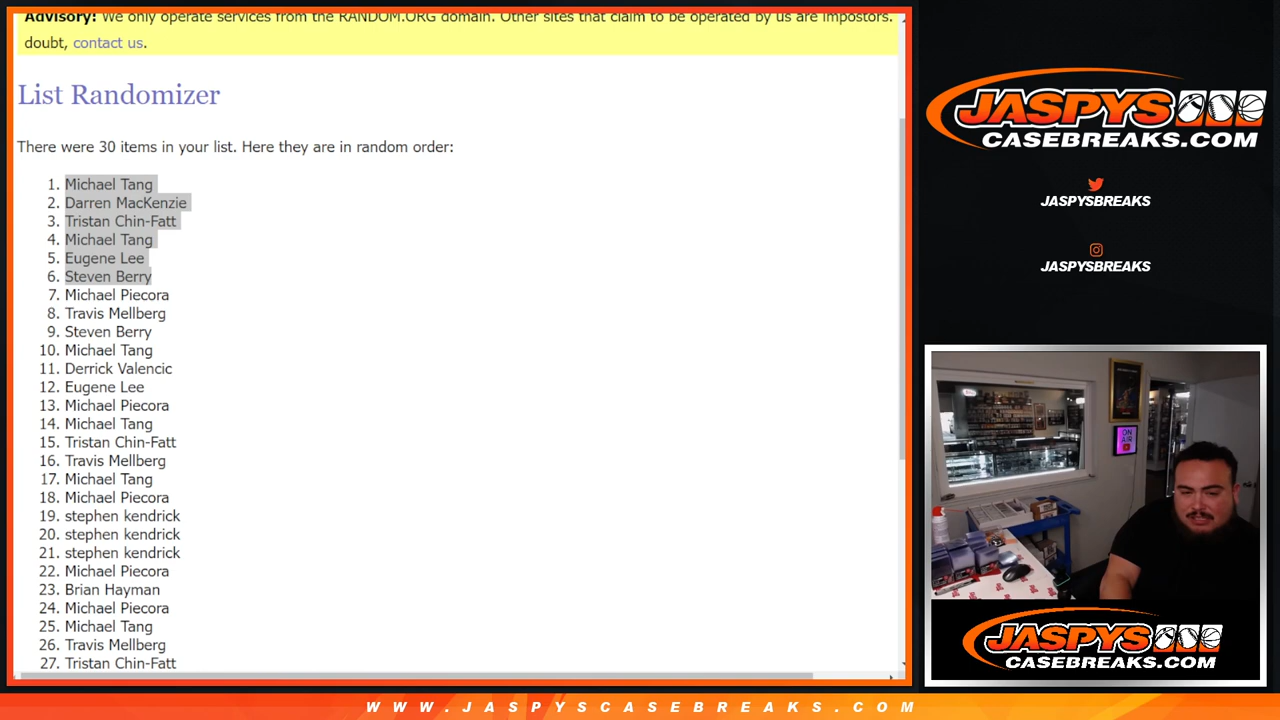 Advisory: We only operate services from the RANDOM.ORG domain. Other sites that claim to be operated by us are impostors.
doubt, contact us.
List Randomizer
There were 30 items in your list. Here they are in random order:
1. Michael Tang
2. Darren MacKenzie
3. Tristan Chin-Fatt
4. Michael Tang
5. Eugene Lee
6. Steven Berry
7. Michael Piecora
8. Travis Mellberg
9. Steven Berry
10. Michael Tang
11. Derrick Valencic
12. Eugene Lee
13. Michael Piecora
14. Michael Tang
15. Tristan Chin-Fatt
16. Travis Mellberg
17. Michael Tang
18. Michael Piecora
19. stephen kendrick
20. stephen kendrick
21. stephen kendrick
22. Michael Piecora
23. Brian Hayman
24. Michael Piecora
25. Michael Tang
26. Travis Mellberg
27. Tristan Chin-Fatt
JASPYS
CASEBREAKS.COM
JASPYSBREAKS
JASPYSBREAKS
ON
AIR
JASPYS
CASEBREAKS.COM
WWW.JASPYSCASEBREAKS.COM